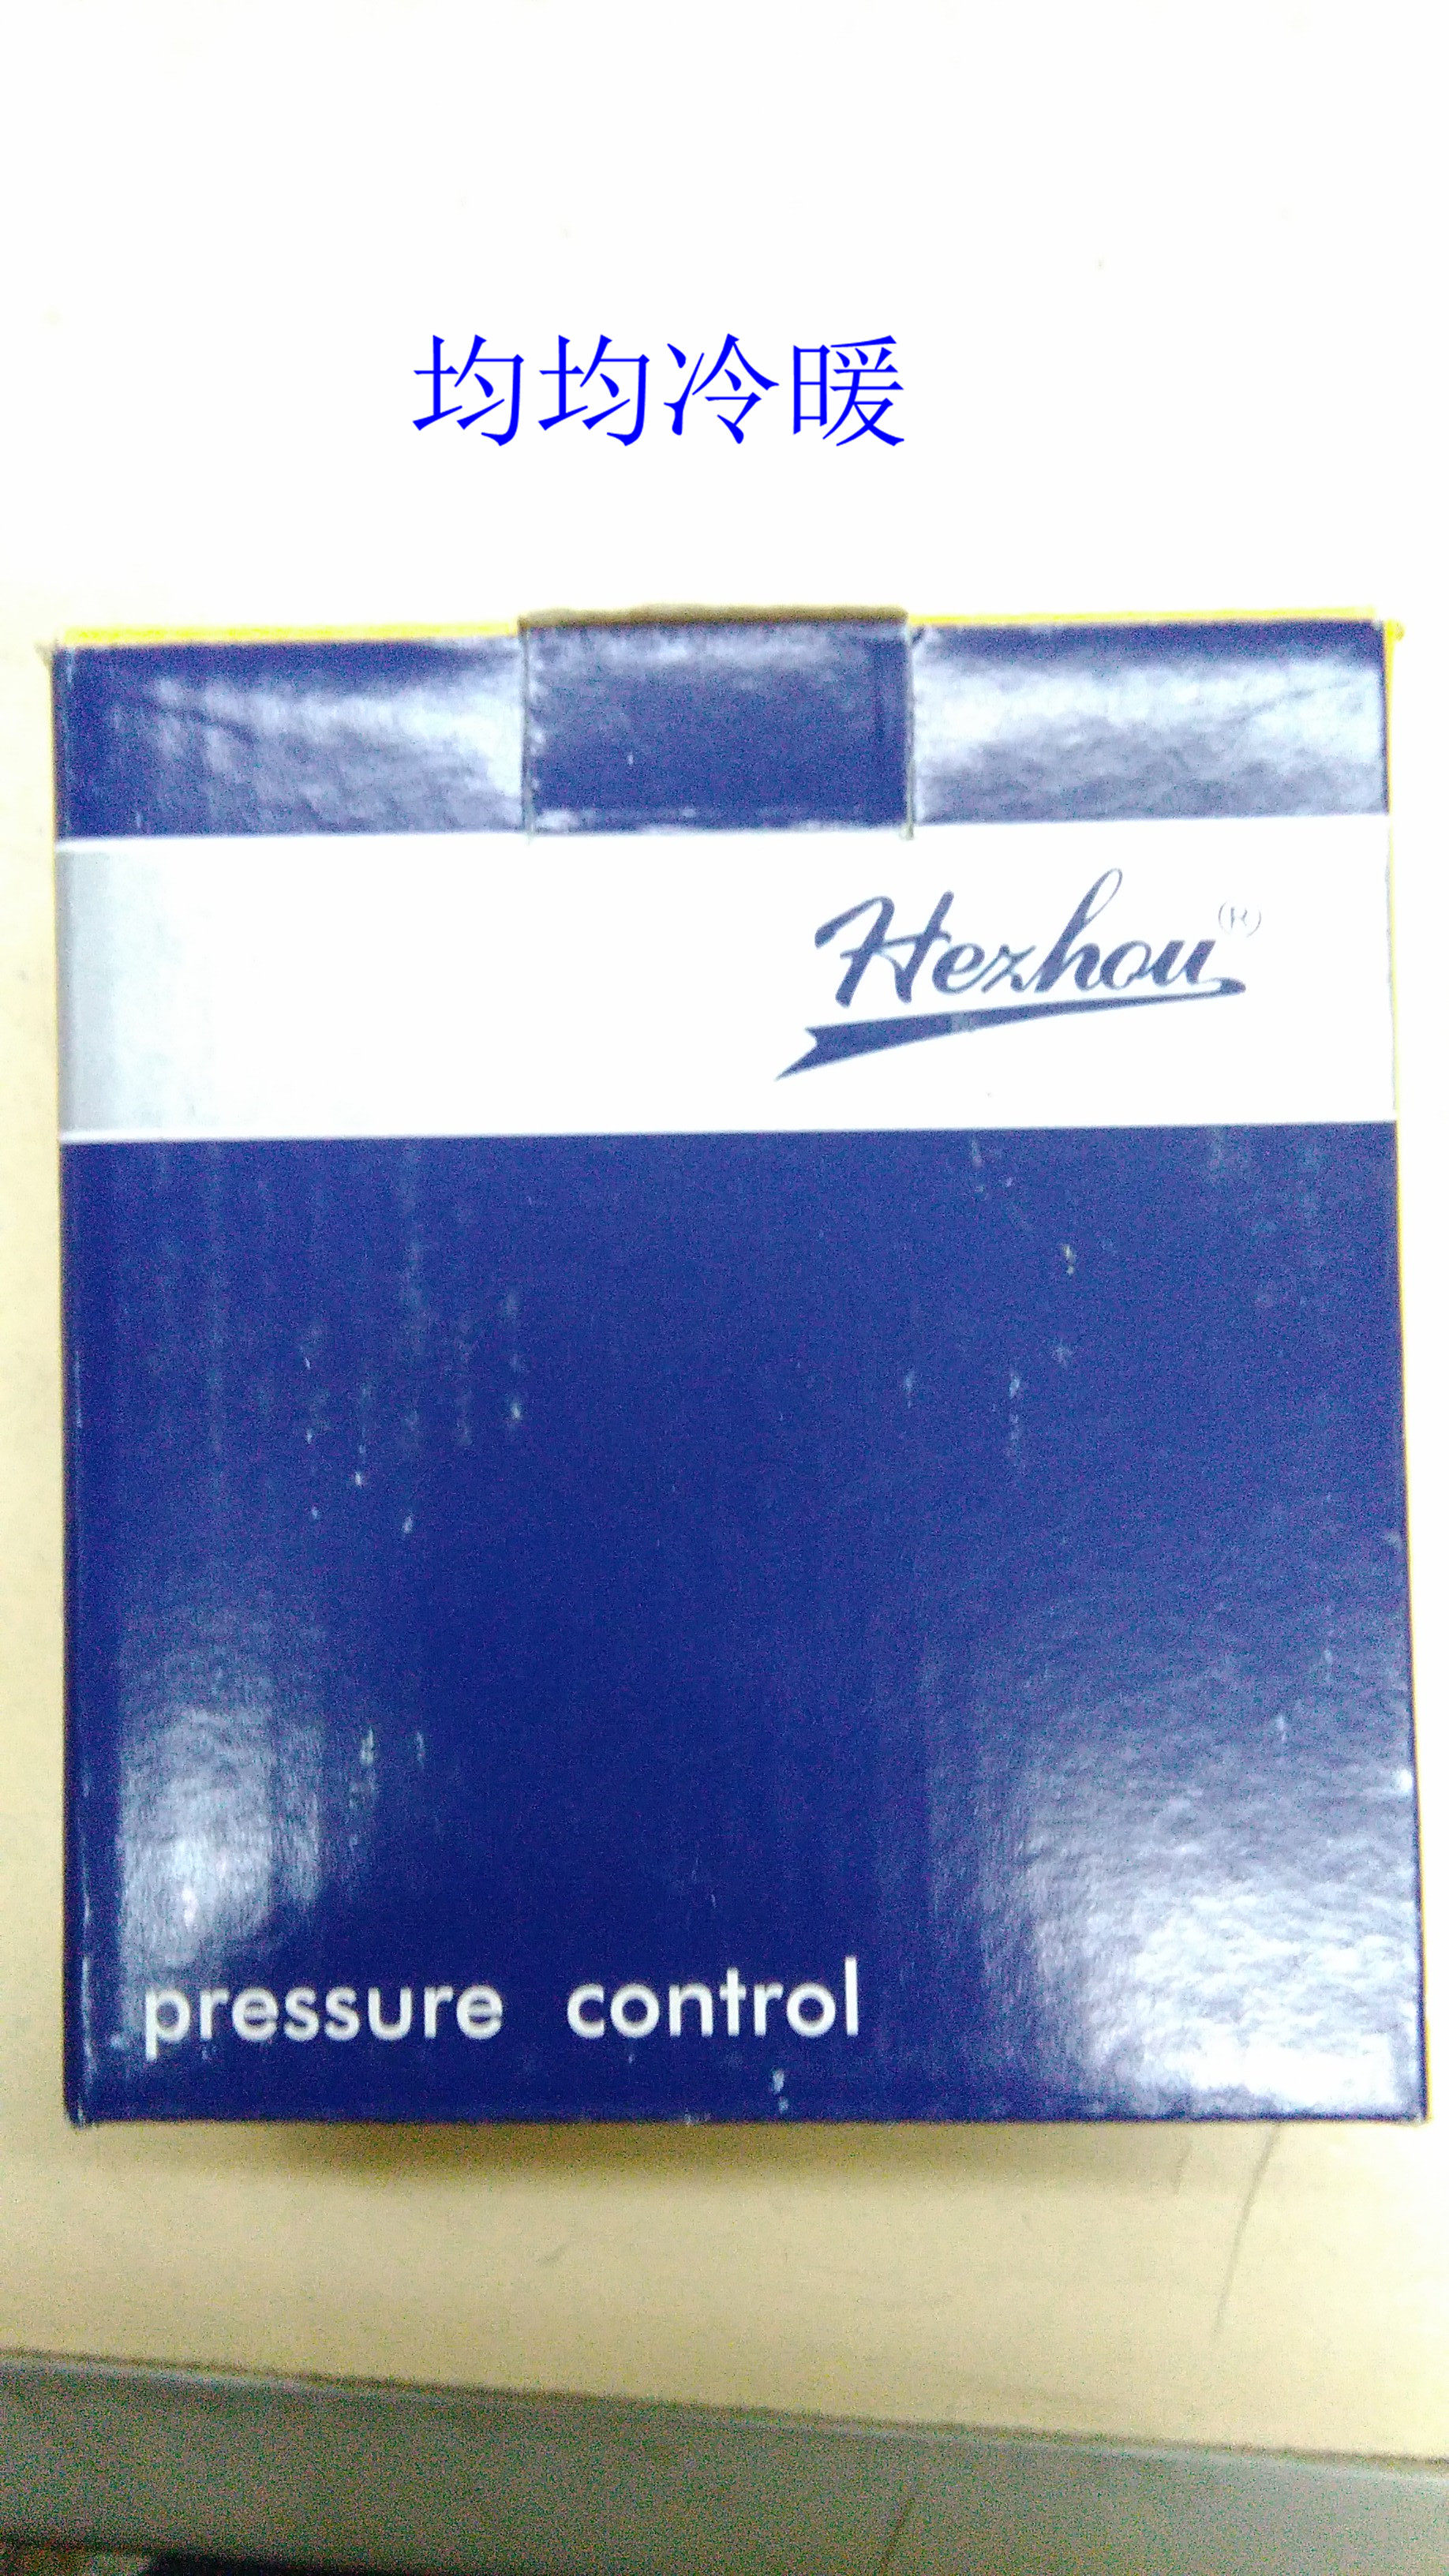 均均冷暖
Hezhou®
pressure control